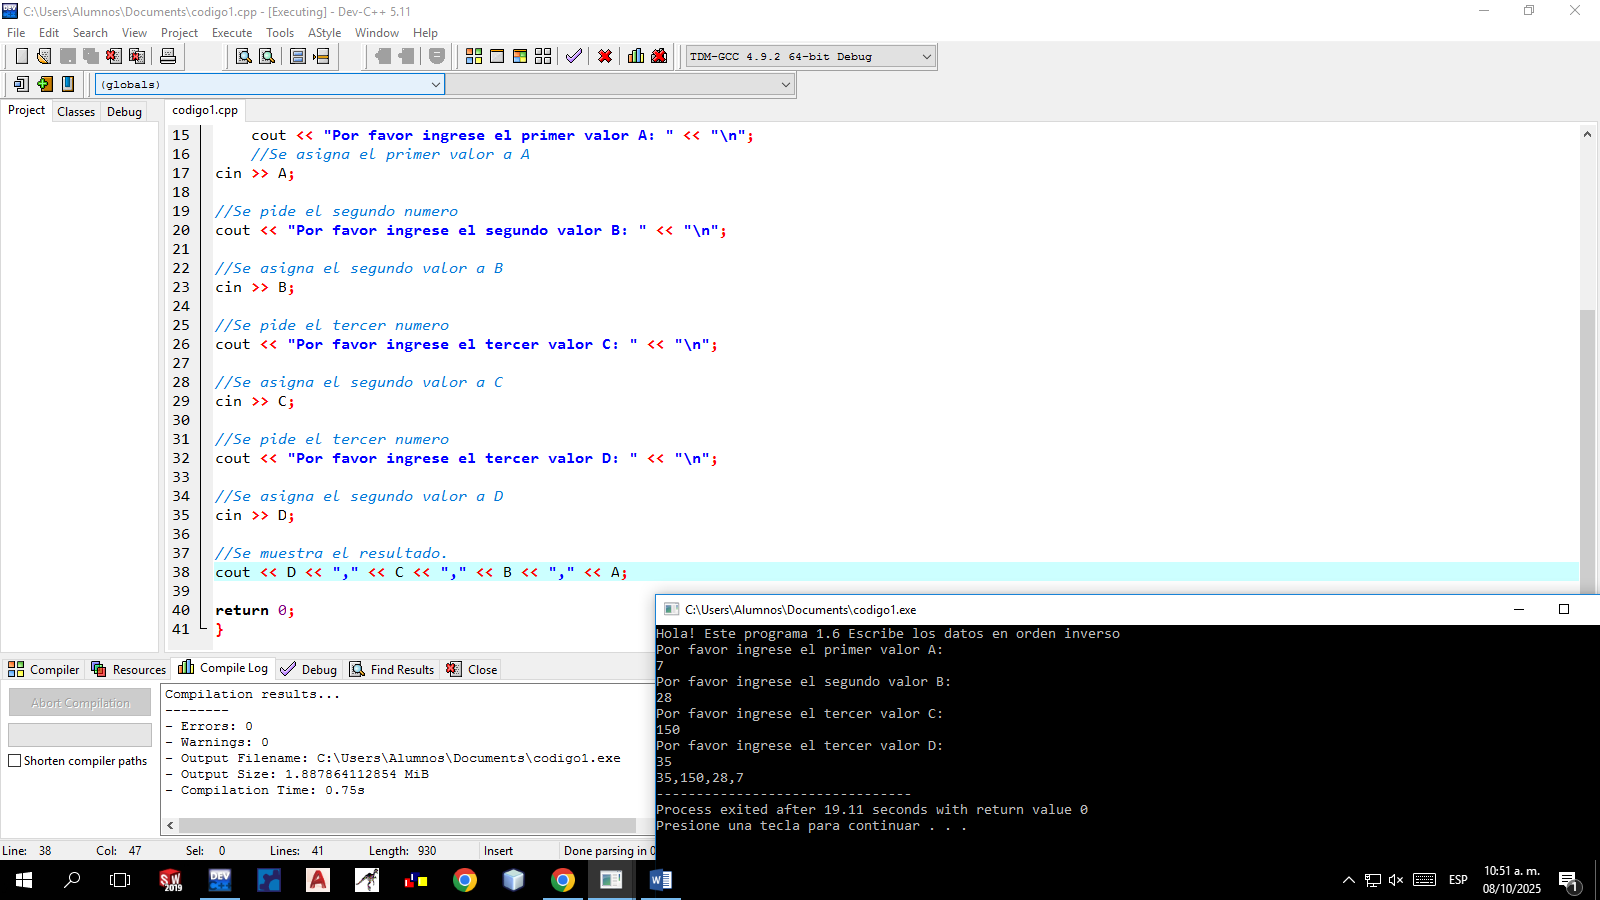 C:\Users\Alumnos\Documents\codigo1.cpp - [Executing] - Dev-C++ 5.11
File Edit Search View Project Execute Tools AStyle Window Help
TDM-GCC 4.9.2 64-bit Debug
(globals)
Project Classes Debug
codigo1.cpp
15 cout << "Por favor ingrese el primer valor A: " << "\n";
16 //Se asigna el primer valor a A
17 cin >> A;
18
19 //Se pide el segundo numero
20 cout << "Por favor ingrese el segundo valor B: " << "\n";
21
22 //Se asigna el segundo valor a B
23 cin >> B;
24
25 //Se pide el tercer numero
26 cout << "Por favor ingrese el tercer valor C: " << "\n";
27
28 //Se asigna el segundo valor a C
29 cin >> C;
30
31 //Se pide el tercer numero
32 cout << "Por favor ingrese el tercer valor D: " << "\n";
33
34 //Se asigna el segundo valor a D
35 cin >> D;
36
37 //Se muestra el resultado.
38 cout << D << "," << C << "," << B << "," << A;
39
40 return 0;
41 }
Compiler Resources Compile Log Debug Find Results Close
Abort Compilation
Shorten compiler paths
Compilation results...
--------
- Errors: 0
- Warnings: 0
- Output Filename: C:\Users\Alumnos\Documents\codigo1.exe
- Output Size: 1.887864112854 MiB
- Compilation Time: 0.75s
Line: 38 Col: 47 Sel: 0 Lines: 41 Length: 930 Insert Done parsing in 0
C:\Users\Alumnos\Documents\codigo1.exe
Hola! Este programa 1.6 Escribe los datos en orden inverso
Por favor ingrese el primer valor A:
7
Por favor ingrese el segundo valor B:
28
Por favor ingrese el tercer valor C:
150
Por favor ingrese el tercer valor D:
35
35,150,28,7
--------------------------------
Process exited after 19.11 seconds with return value 0
Presione una tecla para continuar . . .
SW 2019
DEV
A
ESP
10:51 a. m.
08/10/2025
1